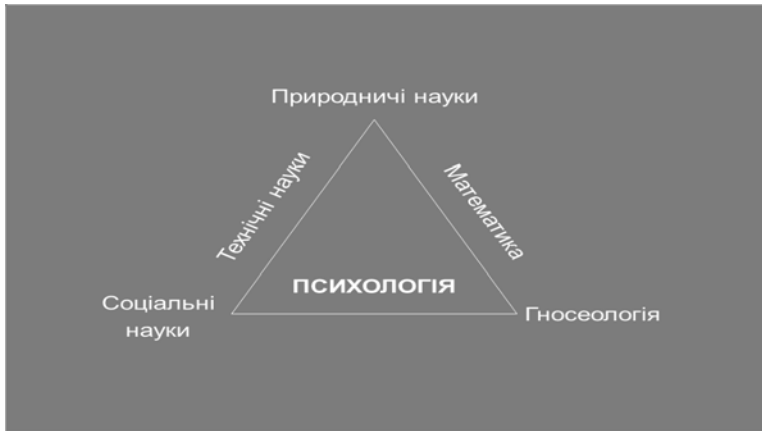 Природничі науки
Технічні науки
Математика
ПСИХОЛОГІЯ
Соціальні
науки
Гносеологія